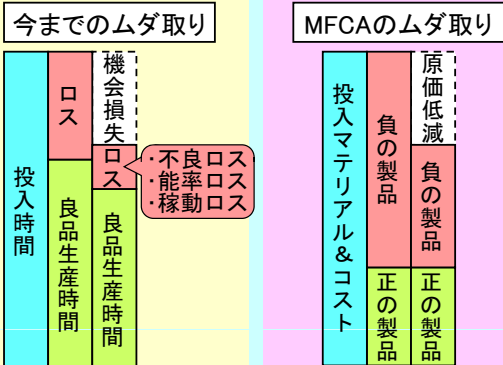 今までのムダ取り
投入時間
ロス
良品生産時間
機会損失
ロス
良品生産時間
・不良ロス
・能率ロス
・稼動ロス
MFCAのムダ取り
投入マテリアル&コスト
負の製品
正の製品
原価低減
負の製品
正の製品